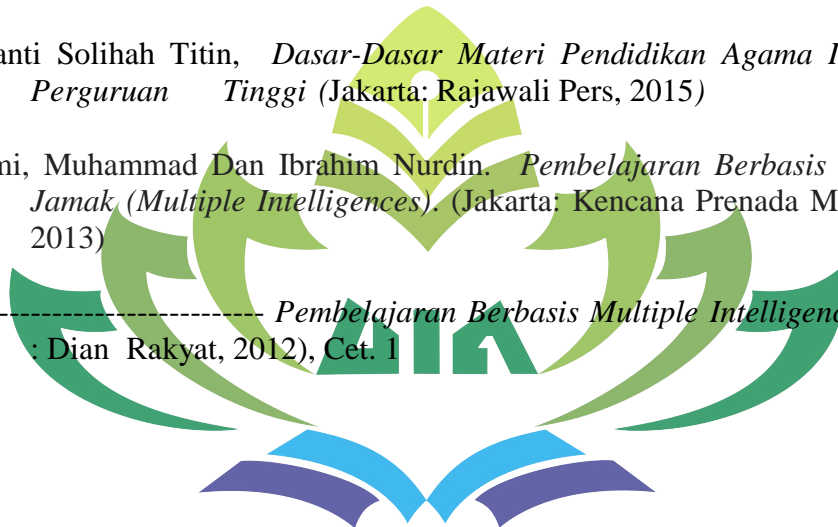 anti Solihah Titin, Dasar-Dasar Materi Pendidikan Agama I
Perguruan Tinggi (Jakarta: Rajawali Pers, 2015)
mi, Muhammad Dan Ibrahim Nurdin. Pembelajaran Berbasis
Jamak (Multiple Intelligences). (Jakarta: Kencana Prenada M
2013)
------------------------- Pembelajaran Berbasis Multiple Intelligenc
: Dian Rakyat, 2012), Cet. 1